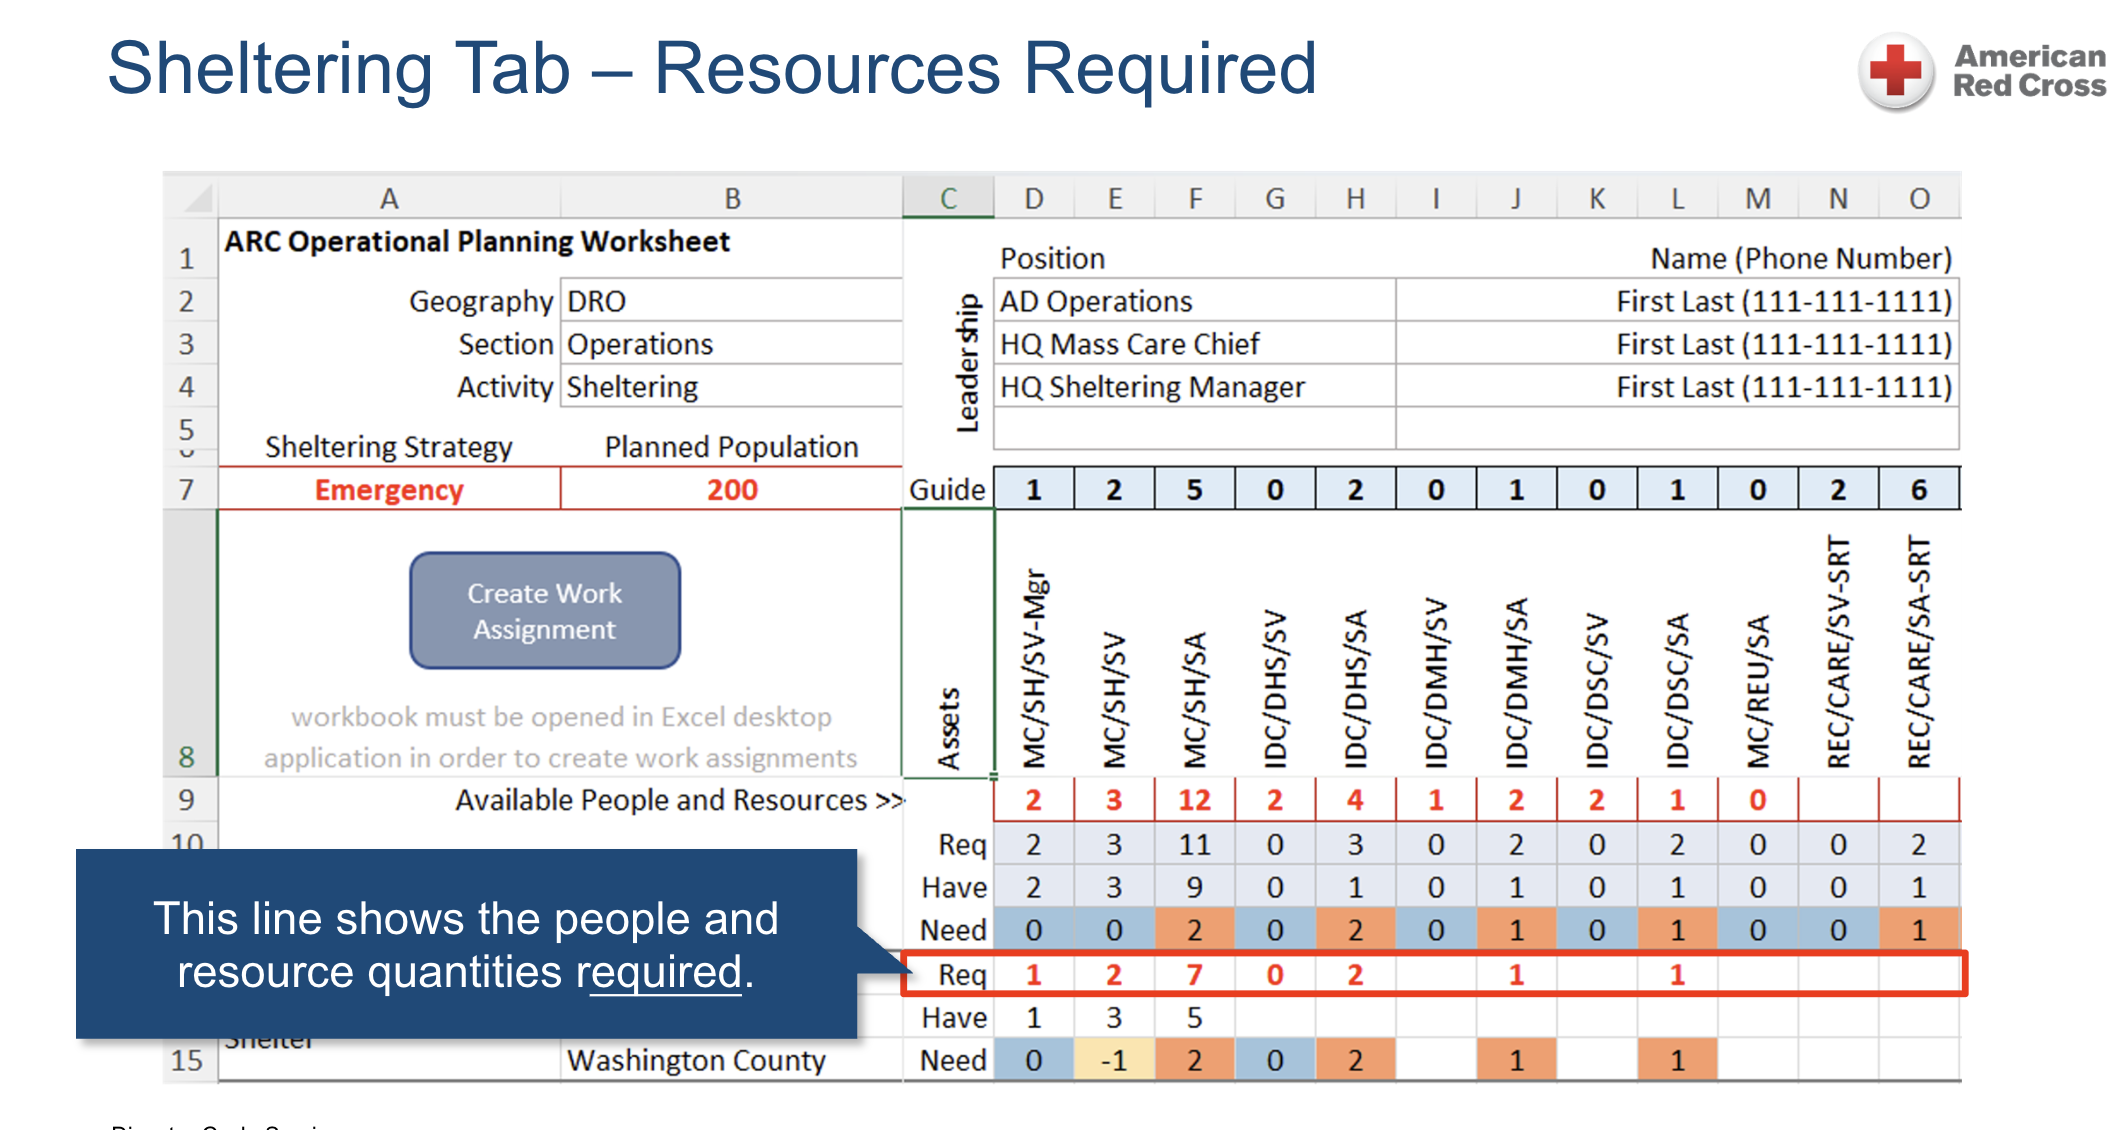 Sheltering Tab – Resources Required
American
Red Cross
A B C D E F G H I J K L M N O
1 ARC Operational Planning Worksheet Position Name (Phone Number)
2 Geography DRO AD Operations First Last (111-111-1111)
3 Section Operations HQ Mass Care Chief First Last (111-111-1111)
4 Activity Sheltering HQ Sheltering Manager First Last (111-111-1111)
Leadership
5 Sheltering Strategy Planned Population
7 Emergency 200 Guide 1 2 5 0 2 0 1 0 1 0 2 6
Create Work
Assignment
workbook must be opened in Excel desktop
application in order to create work assignments
8 Assets MC/SH/SV-Mgr MC/SH/SV MC/SH/SA IDC/DHS/SV IDC/DHS/SA IDC/DMH/SV IDC/DMH/SA IDC/DSC/SV IDC/DSC/SA MC/REU/SA REC/CARE/SV-SRT REC/CARE/SA-SRT
9 Available People and Resources >> 2 3 12 2 4 1 2 2 1 0
10 Req 2 3 11 0 3 0 2 0 2 0 0 2
Have 2 3 9 0 1 0 1 0 1 0 0 1
Need 0 0 2 0 2 0 1 0 1 0 0 1
This line shows the people and
resource quantities required.
Req 1 2 7 0 2 1 1
Have 1 3 5
Shelter
15 Washington County Need 0 -1 2 0 2 1 1